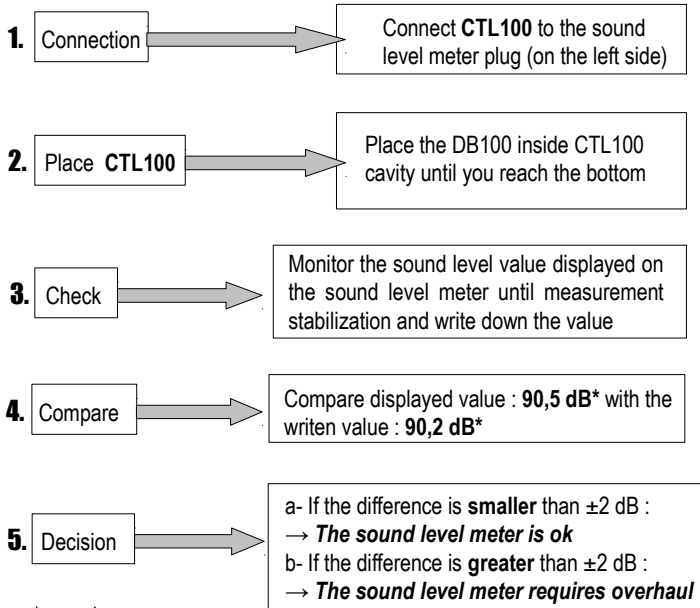 1. Connection
Connect CTL100 to the sound
level meter plug (on the left side)
2. Place CTL100
Place the DB100 inside CTL100
cavity until you reach the bottom
3. Check
Monitor the sound level value displayed on
the sound level meter until measurement
stabilization and write down the value
4. Compare
Compare displayed value : 90,5 dB* with the
writen value : 90,2 dB*
5. Decision
a- If the difference is smaller than ±2 dB :
→ The sound level meter is ok
b- If the difference is greater than ±2 dB :
→ The sound level meter requires overhaul